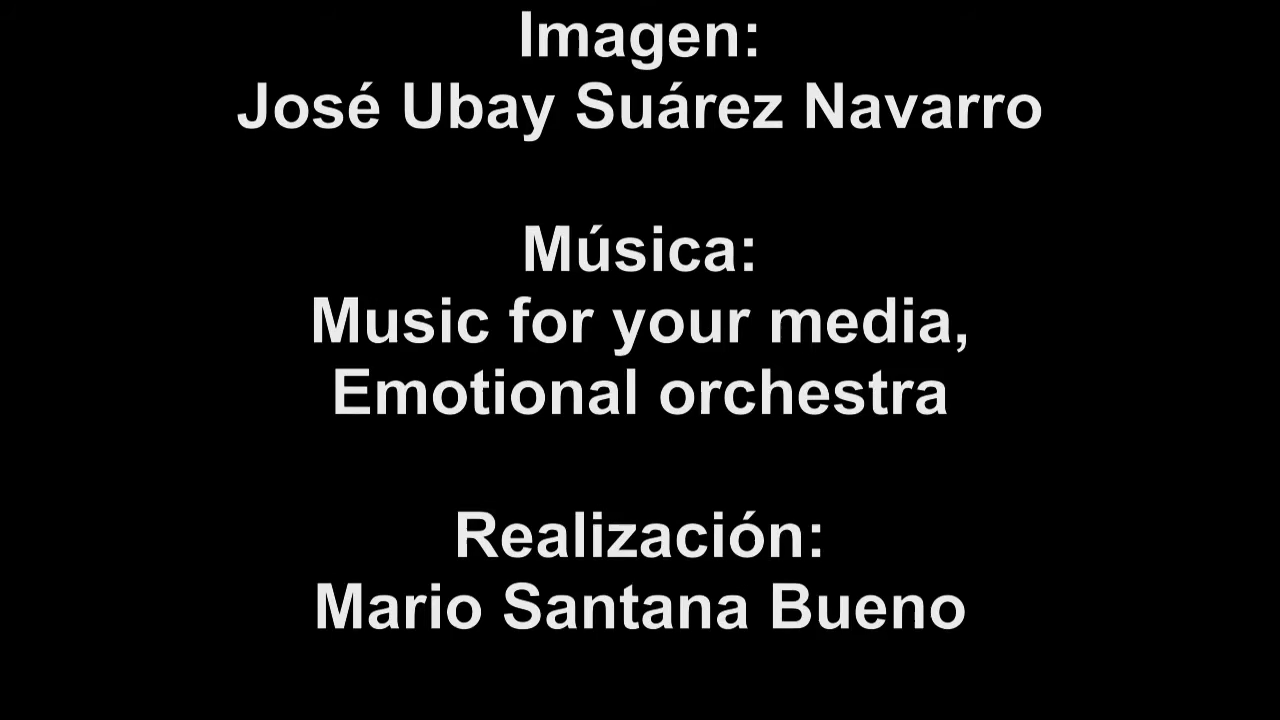 Imagen:
José Ubay Suárez Navarro
Música:
Music for your media,
Emotional orchestra
Realización:
Mario Santana Bueno